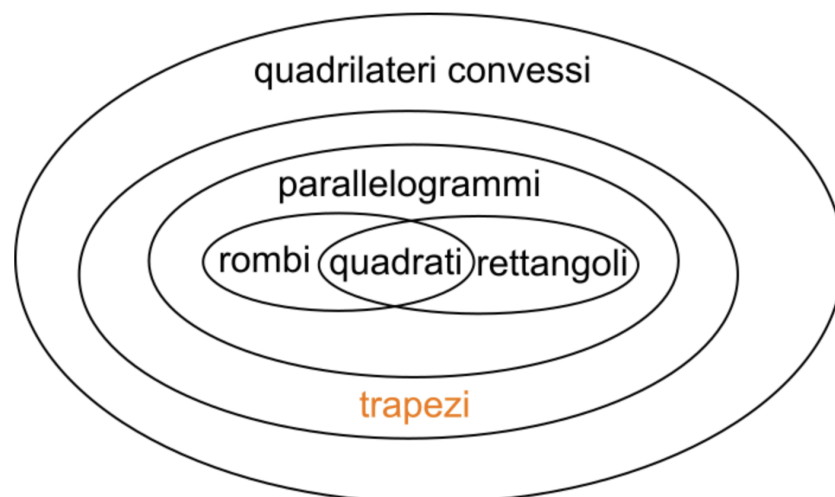 quadrilateri convessi
parallelogrammi
rombi quadrati rettangoli
trapezi